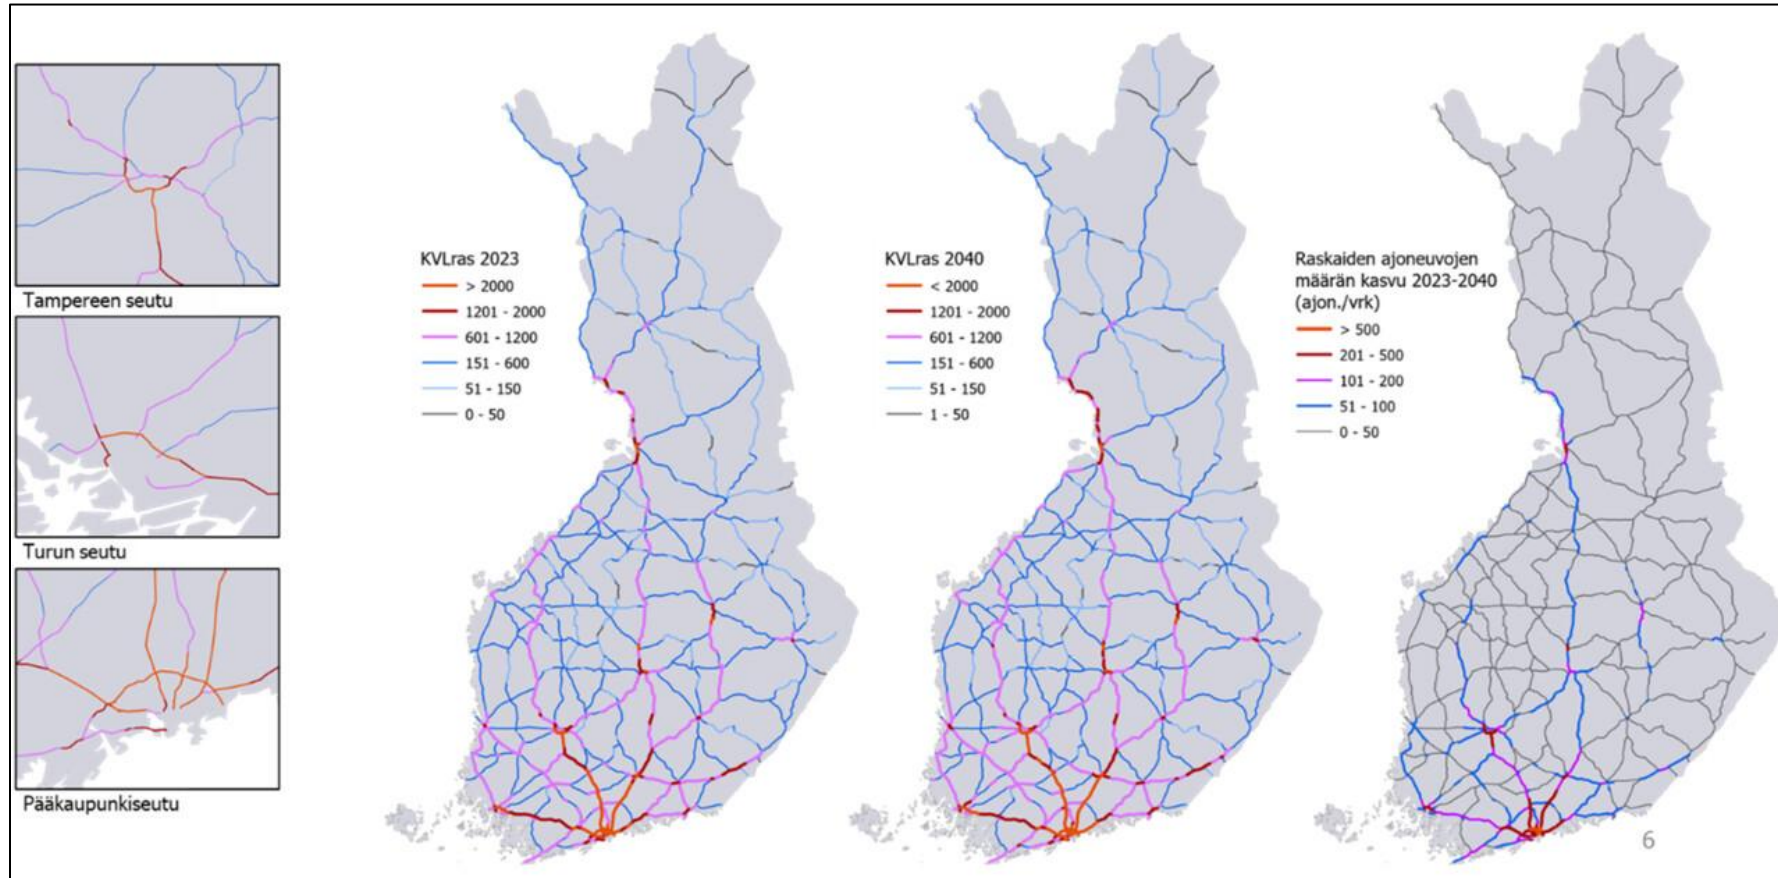 Tampereen seutu
Turun seutu
Pääkaupunkiseutu
KVLras 2023
> 2000
1201 - 2000
601 - 1200
151 - 600
51 - 150
0 - 50
KVLras 2040
< 2000
1201 - 2000
601 - 1200
151 - 600
51 - 150
1 - 50
Raskaiden ajoneuvojen
määrän kasvu 2023-2040
(ajon./vrk)
> 500
201 - 500
101 - 200
51 - 100
0 - 50
6